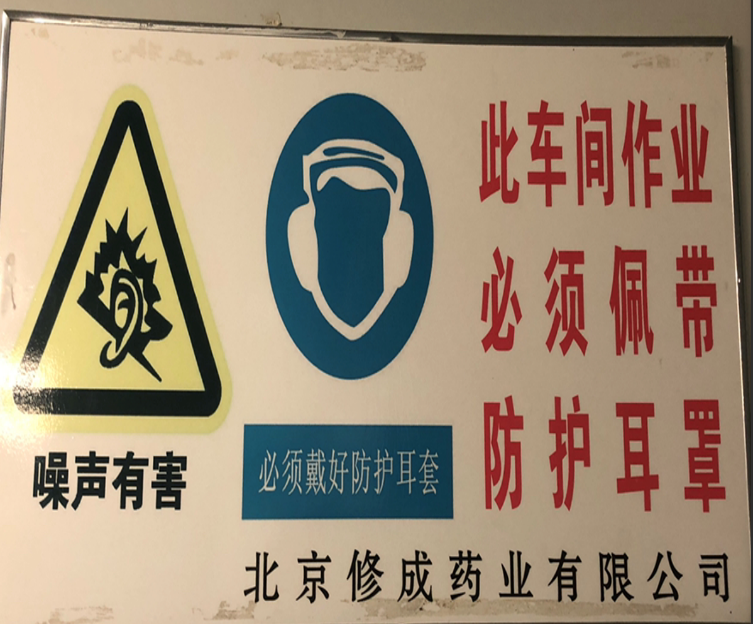 噪声有害
必须戴好防护耳套
此车间作业
必须佩带
防护耳罩
北京修成药业有限公司